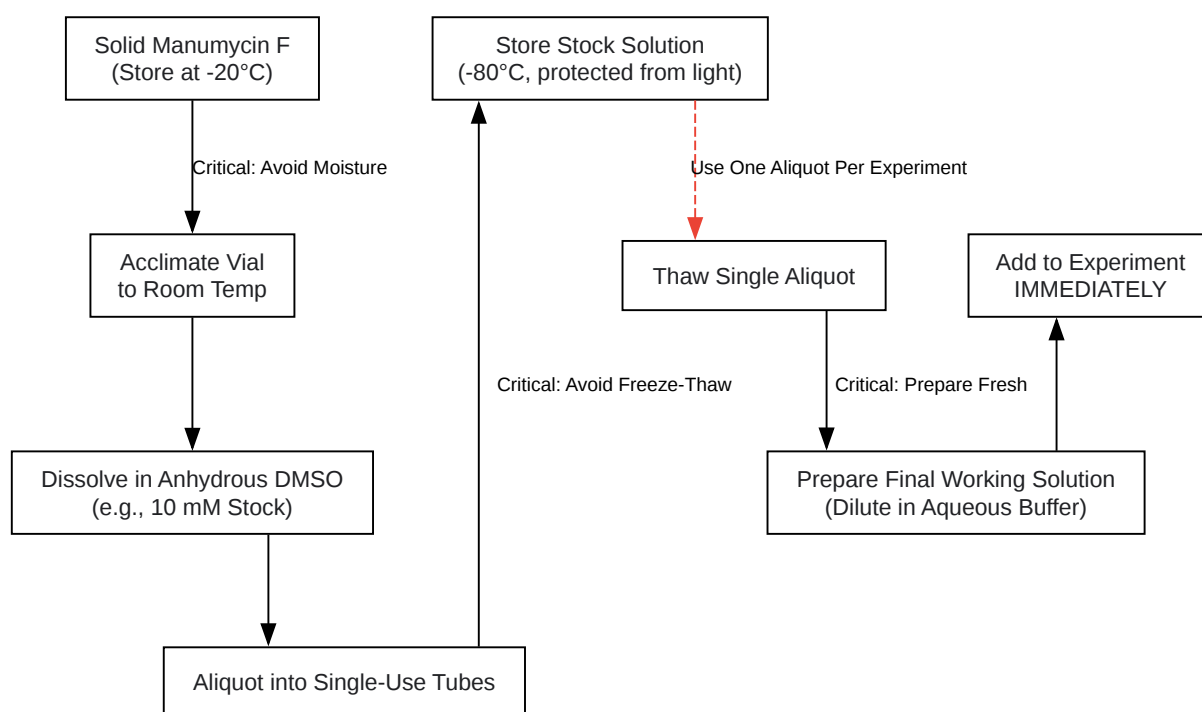 Solid Manumycin F
(Store at -20°C)
Critical: Avoid Moisture
Acclimate Vial
to Room Temp
Dissolve in Anhydrous DMSO
(e.g., 10 mM Stock)
Aliquot into Single-Use Tubes
Critical: Avoid Freeze-Thaw
Store Stock Solution
(-80°C, protected from light)
Use One Aliquot Per Experiment
Thaw Single Aliquot
Critical: Prepare Fresh
Prepare Final Working Solution
(Dilute in Aqueous Buffer)
Add to Experiment
IMMEDIATELY